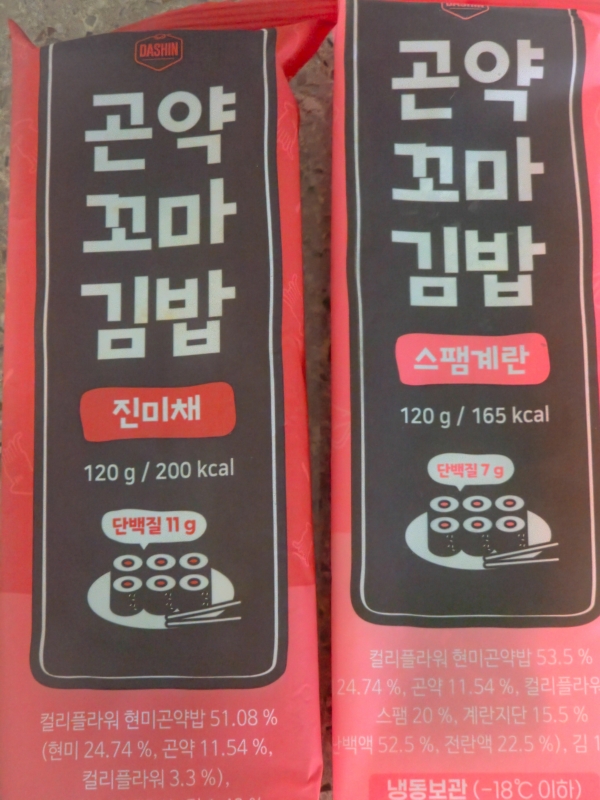 DASHIN
곤약
꼬마
김밥
진미채
120 g / 200 kcal
단백질 11 g
컬리플라워 현미곤약밥 51.08 %
(현미 24.74 %, 곤약 11.54 %,
컬리플라워 3.3 %),
DASHIN
곤약
꼬마
김밥
스팸계란
120 g / 165 kcal
단백질 7 g
컬리플라워 현미곤약밥 53.5 %
24.74 %, 곤약 11.54 %, 컬리플라워
스팸 20 %, 계란지단 15.5 %
52.5 %, 전란액 22.5 %), 김
냉동보관 (-18℃ 이하)